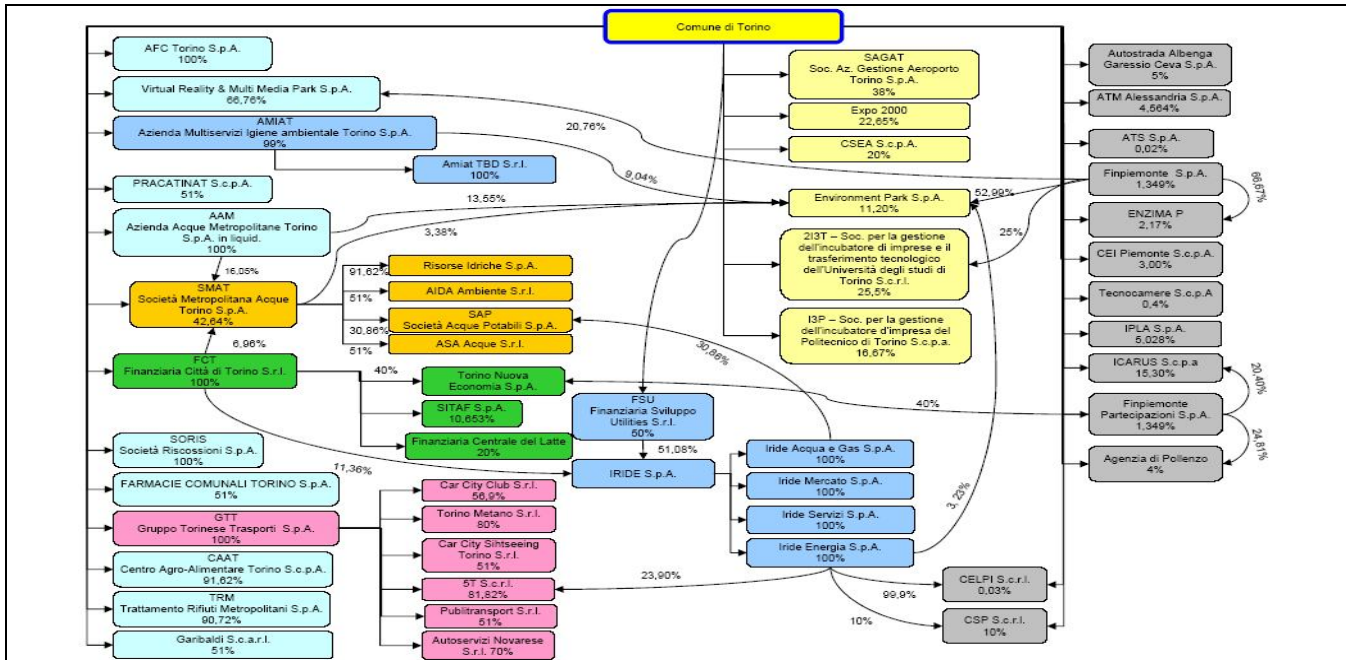 Comune di Torino
AFC Torino S.p.A.
100%
Virtual Reality & Multi Media Park S.p.A.
66,76%
AMIAT
Azienda Multiservizi Igiene ambientale Torino S.p.A.
99%
Amiat TBD S.r.l.
100%
PRACATINAT S.c.p.A.
51%
AAM
Azienda Acque Metropolitane Torino
S.p.A. in liquid.
100%
16,05%
SMAT
Società Metropolitana Acque
Torino S.p.A.
42,64%
6,96%
FCT
Finanziaria Città di Torino S.r.l.
100%
SORIS
Società Riscossioni S.p.A.
100%
FARMACIE COMUNALI TORINO S.p.A.
51%
GTT
Gruppo Torinese Trasporti S.p.A.
100%
CAAT
Centro Agro-Alimentare Torino S.c.p.A.
91,62%
TRM
Trattamento Rifiuti Metropolitani S.p.A.
90,72%
Garibaldi S.c.a.r.l.
51%
9,04%
13,55%
3,38%
91,62%
Risorse Idriche S.p.A.
51%
AIDA Ambiente S.r.l.
30,86%
SAP
Società Acque Potabili S.p.A.
51%
ASA Acque S.r.l.
40%
Torino Nuova
Economia S.p.A.
SITAF S.p.A.
10,653%
Finanziaria Centrale del Latte
20%
11,36%
Car City Club S.r.l.
56,9%
Torino Metano S.r.l.
80%
Car City Sihtseeing
Torino S.r.l.
51%
5T S.c.r.l.
81,82%
Publitransport S.r.l.
51%
Autoservizi Novarese
S.r.l. 70%
FSU
Finanziaria Sviluppo
Utilities S.r.l.
50%
51,08%
IRIDE S.p.A.
SAGAT
Soc. Az. Gestione Aeroporto
Torino S.p.A.
38%
Expo 2000
22,65%
CSEA S.c.p.A.
20%
20,76%
Environment Park S.p.A.
11,20%
52,99%
25%
2I3T – Soc. per la gestione
dell'incubatore di imprese e il
trasferimento tecnologico
dell'Università degli studi di
Torino S.c.r.l.
25,5%
I3P – Soc. per la gestione
dell'incubatore d'impresa del
Politecnico di Torino S.c.p.a.
16,67%
30,86%
40%
Iride Acqua e Gas S.p.A.
100%
Iride Mercato S.p.A.
100%
Iride Servizi S.p.A.
100%
Iride Energia S.p.A.
100%
3,23%
23,90%
99,9%
10%
CELPI S.c.r.l.
0,03%
CSP S.c.r.l.
10%
Autostrada Albenga
Garessio Ceva S.p.A.
5%
ATM Alessandria S.p.A.
4,564%
ATS S.p.A.
0,02%
Finpiemonte S.p.A.
1,349%
66,67%
ENZIMA P
2,17%
CEI Piemonte S.c.p.A.
3,00%
Tecnocamere S.c.p.A
0,4%
IPLA S.p.A.
5,028%
ICARUS S.c.p.a
15,30%
20,40%
Finpiemonte
Partecipazioni S.p.A.
1,349%
24,81%
Agenzia di Pollenzo
4%